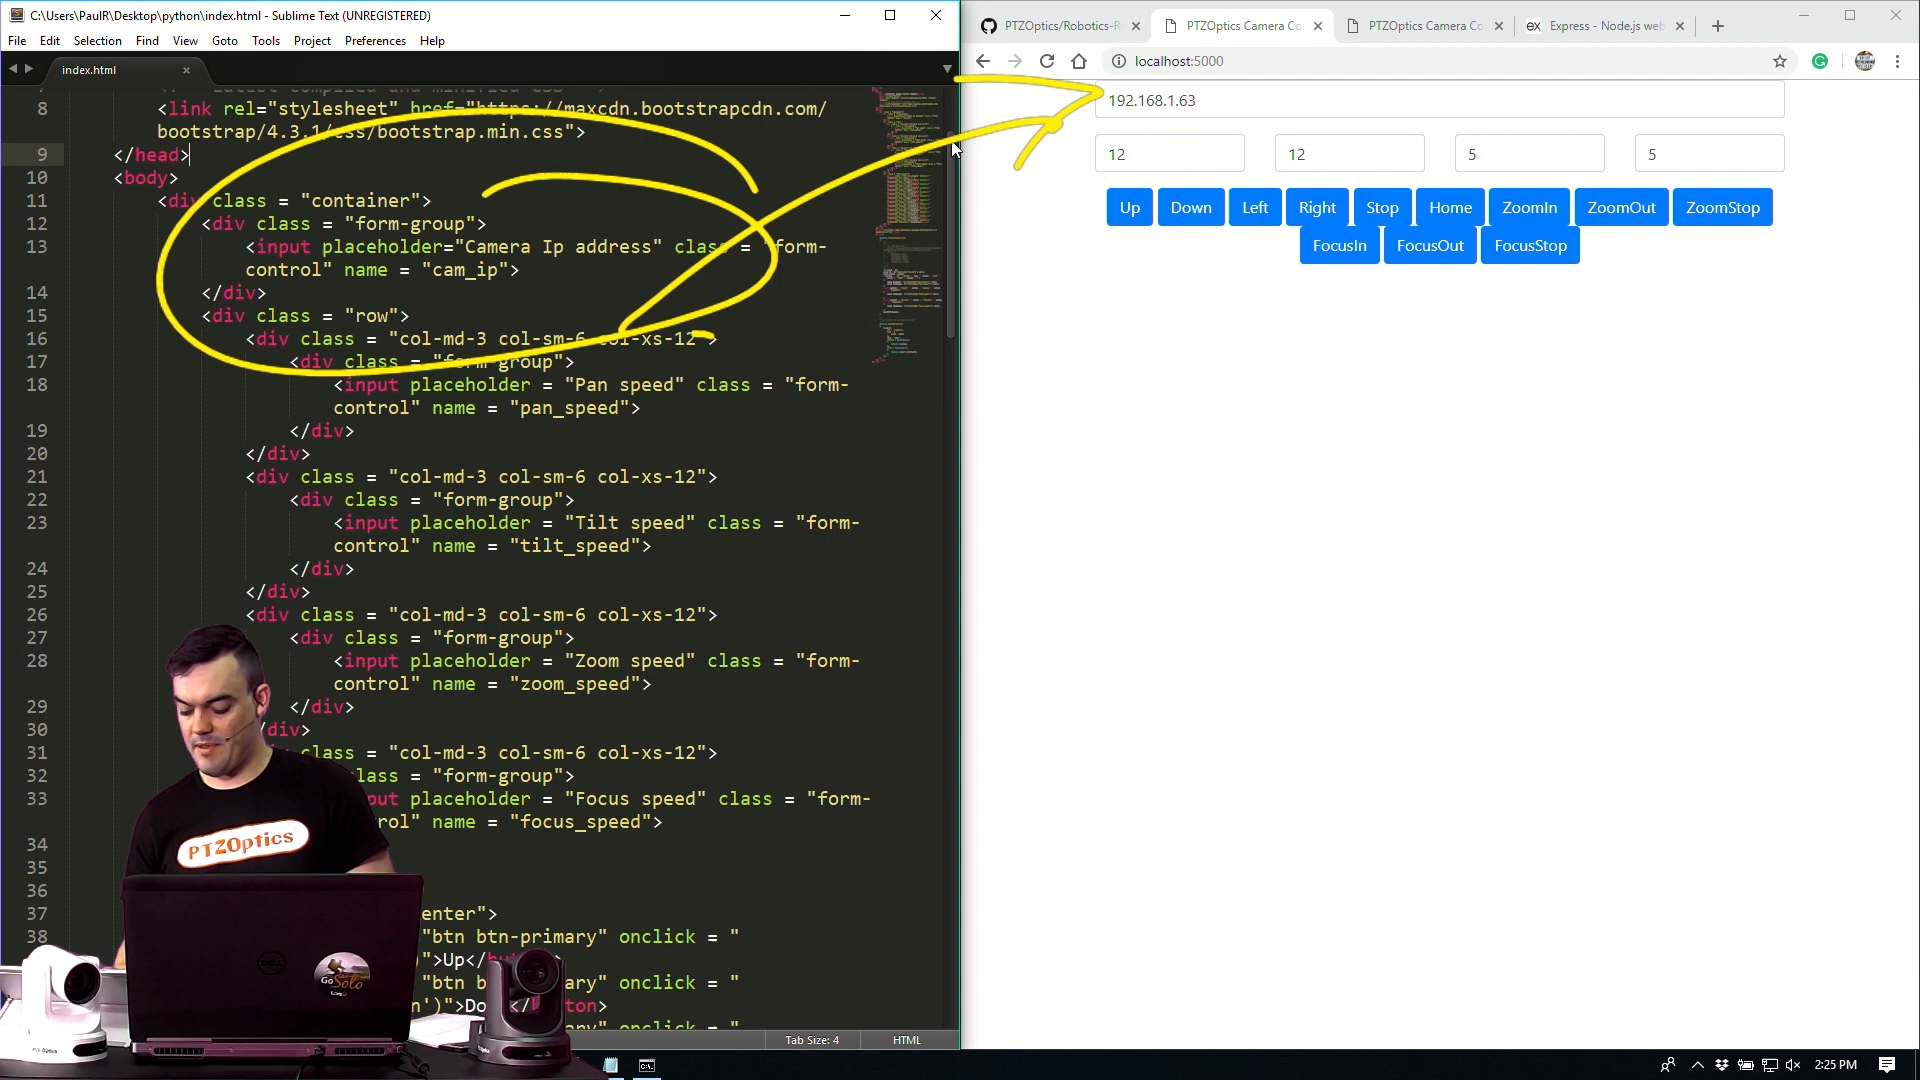 C:\Users\PaulR\Desktop\python\index.html - Sublime Text (UNREGISTERED)
File Edit Selection Find View Goto Tools Project Preferences Help
index.html
8 <link rel="stylesheet" href="https://maxcdn.bootstrapcdn.com/
bootstrap/4.3.1/css/bootstrap.min.css">
9 </head>
10 <body>
11 <div class = "container">
12 <div class = "form-group">
13 <input placeholder="Camera Ip address" class = "form-
control" name = "cam_ip">
14 </div>
15 <div class = "row">
16 <div class = "col-md-3 col-sm-6 col-xs-12">
17 <div class = "form-group">
18 <input placeholder = "Pan speed" class = "form-
control" name = "pan_speed">
19 </div>
20 </div>
21 <div class = "col-md-3 col-sm-6 col-xs-12">
22 <div class = "form-group">
23 <input placeholder = "Tilt speed" class = "form-
control" name = "tilt_speed">
24 </div>
25 </div>
26 <div class = "col-md-3 col-sm-6 col-xs-12">
27 <div class = "form-group">
28 <input placeholder = "Zoom speed" class = "form-
control" name = "zoom_speed">
29 </div>
30 /div>
31 class = "col-md-3 col-sm-6 col-xs-12">
32 lass = "form-group">
33 put placeholder = "Focus speed" class = "form-
rol" name = "focus_speed">
34
35
36
37 enter">
38 "btn btn-primary" onclick = "
)">Up</
"btn b ary" onclick = "
n')">Do </ ton>
Tab Size: 4 HTML
PTZOptics
DELL
Go Solo
PTZOptics/Robotics-R
PTZOptics Camera Co
PTZOptics Camera Co
ex Express - Node.js web
localhost:5000
192.168.1.63
12 12 5 5
Up Down Left Right Stop Home ZoomIn ZoomOut ZoomStop
FocusIn FocusOut FocusStop
2:25 PM